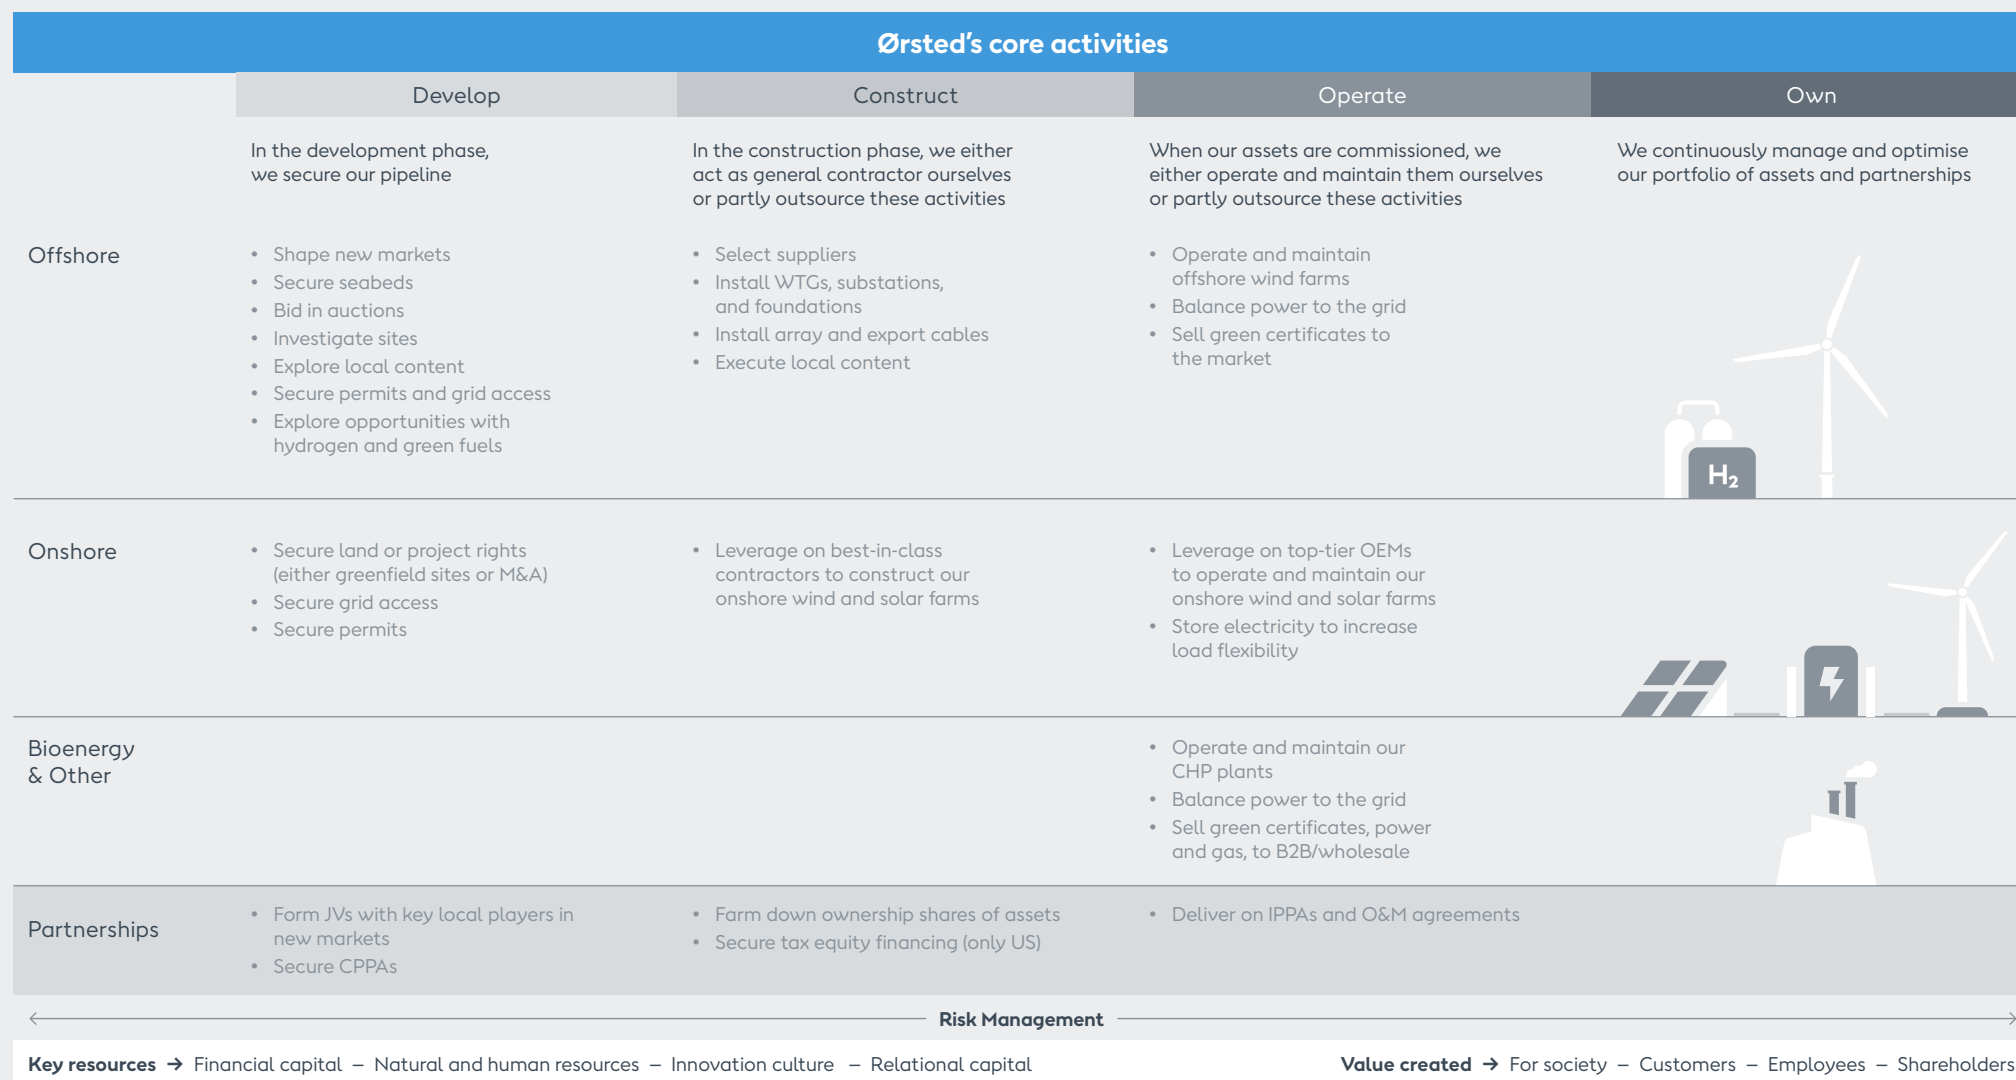 Ørsted's core activities
Develop
Construct
Operate
Own
In the development phase,
we secure our pipeline
In the construction phase, we either
act as general contractor ourselves
or partly outsource these activities
When our assets are commissioned, we
either operate and maintain them ourselves
or partly outsource these activities
We continuously manage and optimise
our portfolio of assets and partnerships
Offshore
• Shape new markets
• Secure seabeds
• Bid in auctions
• Investigate sites
• Explore local content
• Secure permits and grid access
• Explore opportunities with
hydrogen and green fuels
• Select suppliers
• Install WTGs, substations,
and foundations
• Install array and export cables
• Execute local content
• Operate and maintain
offshore wind farms
• Balance power to the grid
• Sell green certificates to
the market
H₂
Onshore
• Secure land or project rights
(either greenfield sites or M&A)
• Secure grid access
• Secure permits
• Leverage on best-in-class
contractors to construct our
onshore wind and solar farms
• Leverage on top-tier OEMs
to operate and maintain our
onshore wind and solar farms
• Store electricity to increase
load flexibility
Bioenergy
& Other
• Operate and maintain our
CHP plants
• Balance power to the grid
• Sell green certificates, power
and gas, to B2B/wholesale
Partnerships
• Form JVs with key local players in
new markets
• Secure CPPAs
• Farm down ownership shares of assets
• Secure tax equity financing (only US)
• Deliver on IPPAs and O&M agreements
Risk Management
Key resources → Financial capital – Natural and human resources – Innovation culture – Relational capital
Value created → For society – Customers – Employees – Shareholders